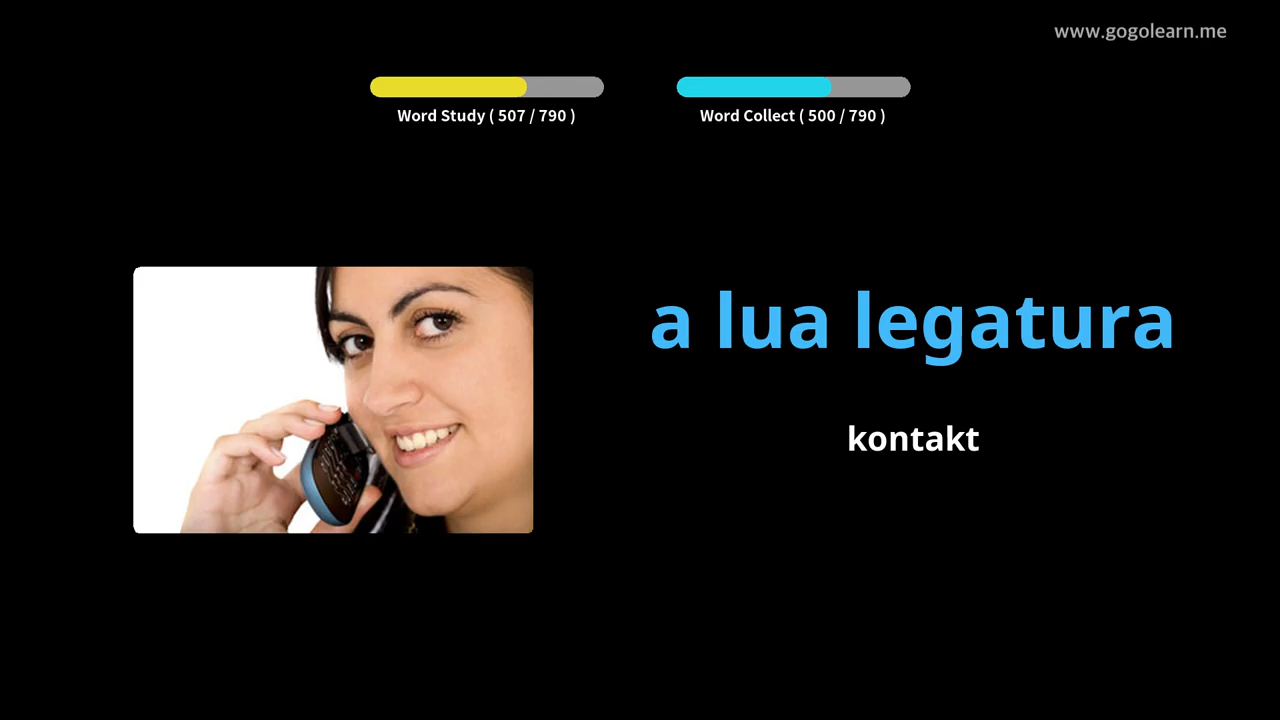 www.gogolearn.me
Word Study ( 507 / 790 )
Word Collect ( 500 / 790 )
a lua legatura
kontakt